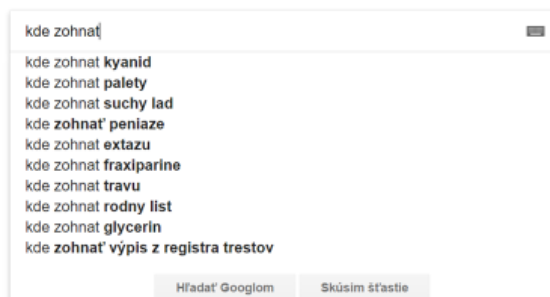 kde zohnat
kde zohnat kyanid
kde zohnat palety
kde zohnat suchy lad
kde zohnať peniaze
kde zohnat extazu
kde zohnat fraxiparine
kde zohnat travu
kde zohnat rodny list
kde zohnat glycerin
kde zohnať výpis z registra trestov
Hľadať Googlom Skúsim šťastie